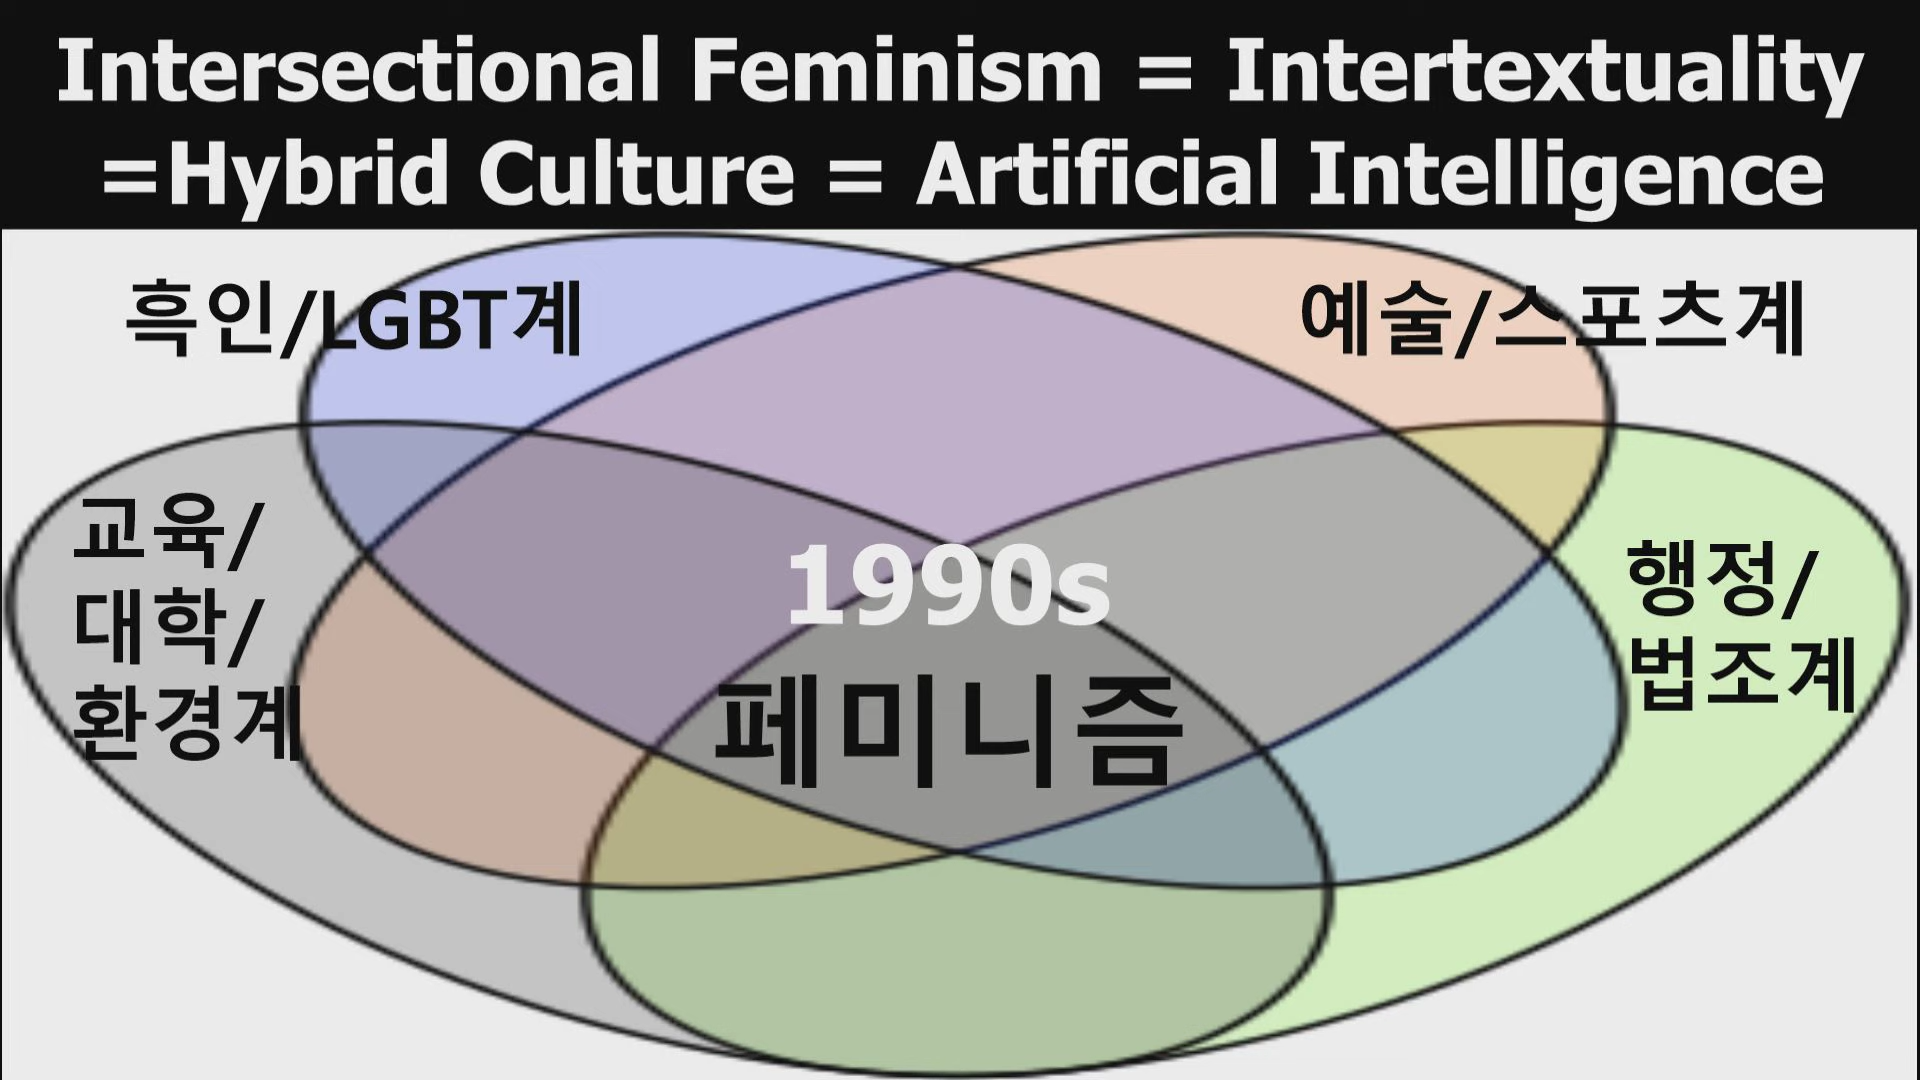 Intersectional Feminism = Intertextuality
=Hybrid Culture = Artificial Intelligence
흑인/LGBT계
예술/스포츠계
교육/
대학/
환경계
행정/
법조계
1990s
페미니즘